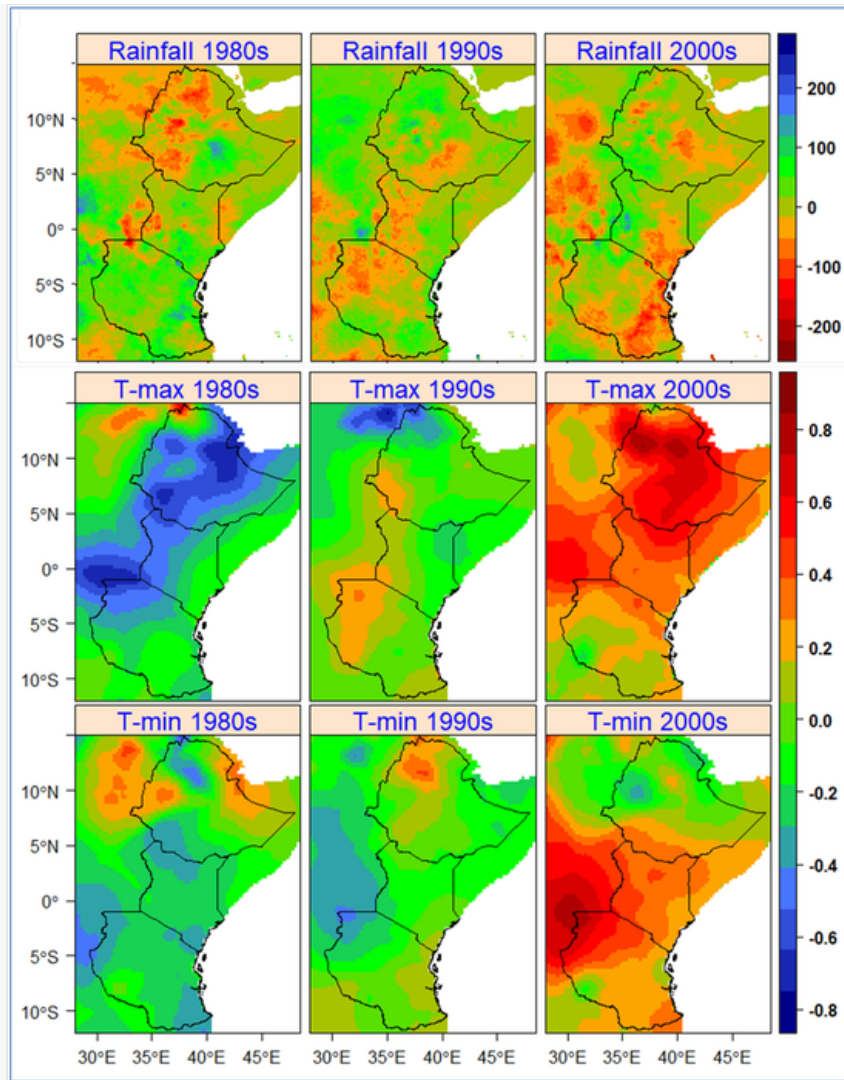 Rainfall 1980s Rainfall 1990s Rainfall 2000s
200
10°N
100
5°N
0
0°
-100
5°S
-200
10°S
T-max 1980s T-max 1990s T-max 2000s
0.8
10°N
0.6
5°N
0.4
0°
0.2
5°S
10°S
0.0
T-min 1980s T-min 1990s T-min 2000s
-0.2
10°N
5°N
-0.4
0°
-0.6
5°S
10°S
-0.8
30°E 35°E 40°E 45°E 30°E 35°E 40°E 45°E 30°E 35°E 40°E 45°E